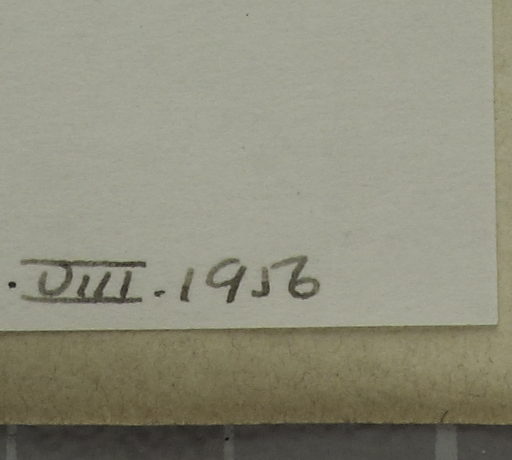 . VIII . 1956